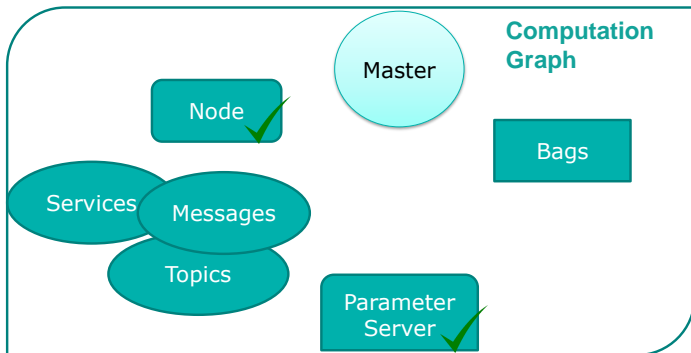 Computation
Graph
Master
Node
Bags
Services
Messages
Topics
Parameter
Server